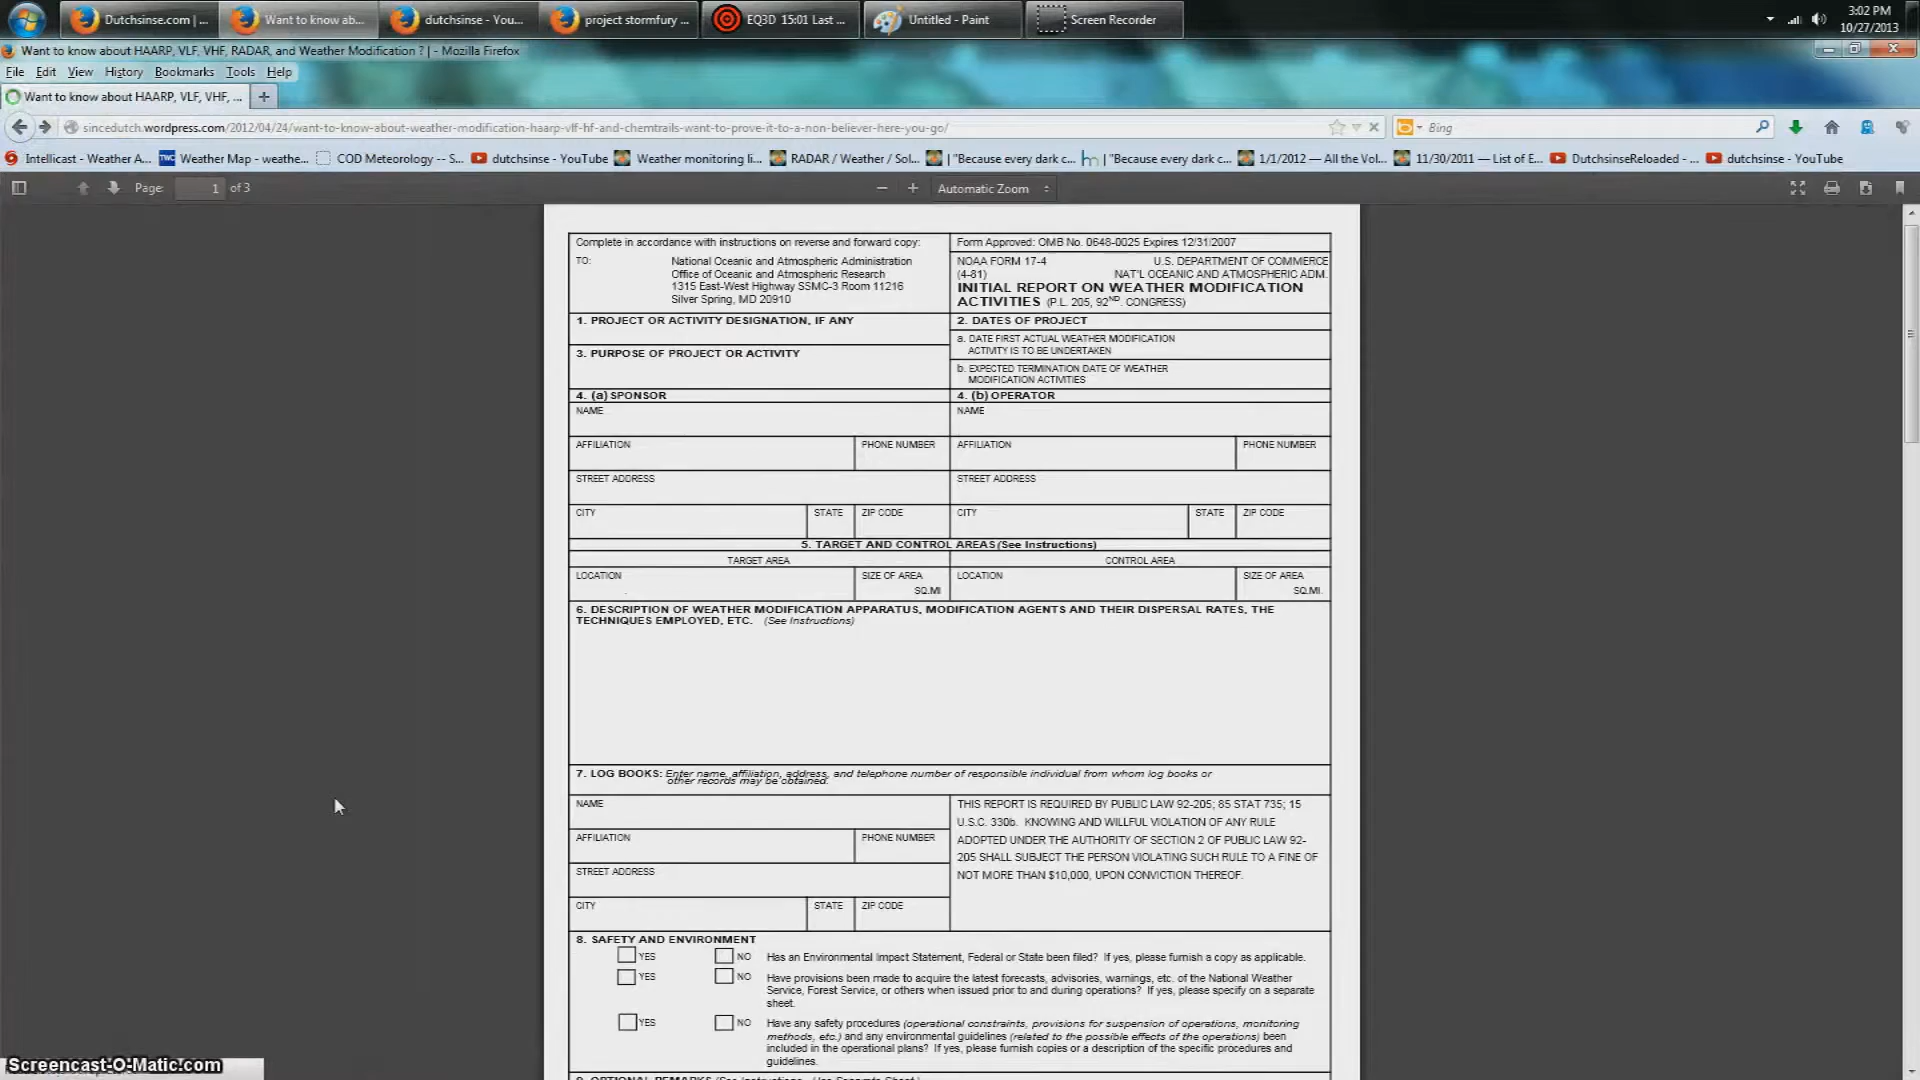 Dutchsinse.com | ...
Want to know ab...
dutchsinse - You...
project stormfury ...
EQ3D 15:01 Last ...
Untitled - Paint
Screen Recorder
3:02 PM
10/27/2013
Want to know about HAARP, VLF, VHF, RADAR, and Weather Modification ? | - Mozilla Firefox
File Edit View History Bookmarks Tools Help
Want to know about HAARP, VLF, VHF, ...
sincedutch.wordpress.com/2012/04/24/want-to-know-about-weather-modification-haarp-vlf-hf-and-chemtrails-want-to-prove-it-to-a-non-believer-here-you-go/
Bing
Intellicast - Weather A...
Weather Map - weathe...
COD Meteorology -- S...
dutchsinse - YouTube
Weather monitoring li...
RADAR / Weather / Sol...
| "Because every dark c...
| "Because every dark c...
1/1/2012 — All the Vol...
11/30/2011 — List of E...
DutchsinseReloaded - ...
dutchsinse - YouTube
Page: 1 of 3
Automatic Zoom
Complete in accordance with instructions on reverse and forward copy:
TO: National Oceanic and Atmospheric Administration
Office of Oceanic and Atmospheric Research
1315 East-West Highway SSMC-3 Room 11216
Silver Spring, MD 20910
Form Approved: OMB No. 0648-0025 Expires 12/31/2007
NOAA FORM 17-4 U.S. DEPARTMENT OF COMMERCE
(4-81) NAT'L OCEANIC AND ATMOSPHERIC ADM.
INITIAL REPORT ON WEATHER MODIFICATION
ACTIVITIES (P.L. 205, 92ND. CONGRESS)
1. PROJECT OR ACTIVITY DESIGNATION, IF ANY
2. DATES OF PROJECT
a. DATE FIRST ACTUAL WEATHER MODIFICATION
ACTIVITY IS TO BE UNDERTAKEN
3. PURPOSE OF PROJECT OR ACTIVITY
b. EXPECTED TERMINATION DATE OF WEATHER
MODIFICATION ACTIVITIES
4. (a) SPONSOR
4. (b) OPERATOR
NAME
NAME
AFFILIATION PHONE NUMBER
AFFILIATION PHONE NUMBER
STREET ADDRESS
STREET ADDRESS
CITY STATE ZIP CODE
CITY STATE ZIP CODE
5. TARGET AND CONTROL AREAS (See Instructions)
TARGET AREA
CONTROL AREA
LOCATION SIZE OF AREA
SQ.MI
LOCATION SIZE OF AREA
SQ.MI.
6. DESCRIPTION OF WEATHER MODIFICATION APPARATUS, MODIFICATION AGENTS AND THEIR DISPERSAL RATES, THE
TECHNIQUES EMPLOYED, ETC. (See Instructions)
7. LOG BOOKS: Enter name, affiliation, address, and telephone number of responsible individual from whom log books or
other records may be obtained.
NAME
AFFILIATION PHONE NUMBER
STREET ADDRESS
CITY STATE ZIP CODE
THIS REPORT IS REQUIRED BY PUBLIC LAW 92-205; 85 STAT 735; 15
U.S.C. 330b. KNOWING AND WILLFUL VIOLATION OF ANY RULE
ADOPTED UNDER THE AUTHORITY OF SECTION 2 OF PUBLIC LAW 92-
205 SHALL SUBJECT THE PERSON VIOLATING SUCH RULE TO A FINE OF
NOT MORE THAN $10,000, UPON CONVICTION THEREOF.
8. SAFETY AND ENVIRONMENT
YES NO Has an Environmental Impact Statement, Federal or State been filed? If yes, please furnish a copy as applicable.
YES NO Have provisions been made to acquire the latest forecasts, advisories, warnings, etc. of the National Weather
Service, Forest Service, or others when issued prior to and during operations? If yes, please specify on a separate
sheet.
YES NO Have any safety procedures (operational constraints, provisions for suspension of operations, monitoring
methods, etc.) and any environmental guidelines (related to the possible effects of the operations) been
included in the operational plans? If yes, please furnish copies or a description of the specific procedures and
guidelines.
9. OPTIONAL REMARKS (See Instructions - Use Separate Sheet.)
Screencast-O-Matic.com